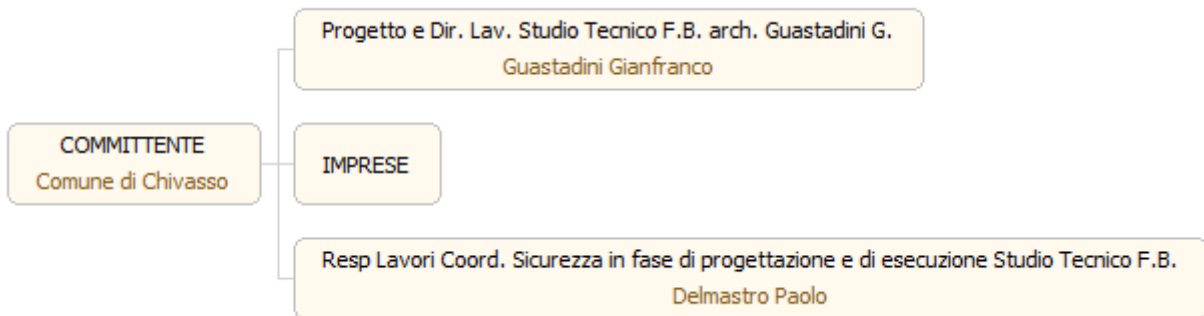 Progetto e Dir. Lav. Studio Tecnico F.B. arch. Guastadini G.
Guastadini Gianfranco
COMMITTENTE
Comune di Chivasso
IMPRESE
Resp Lavori Coord. Sicurezza in fase di progettazione e di esecuzione Studio Tecnico F.B.
Delmastro Paolo